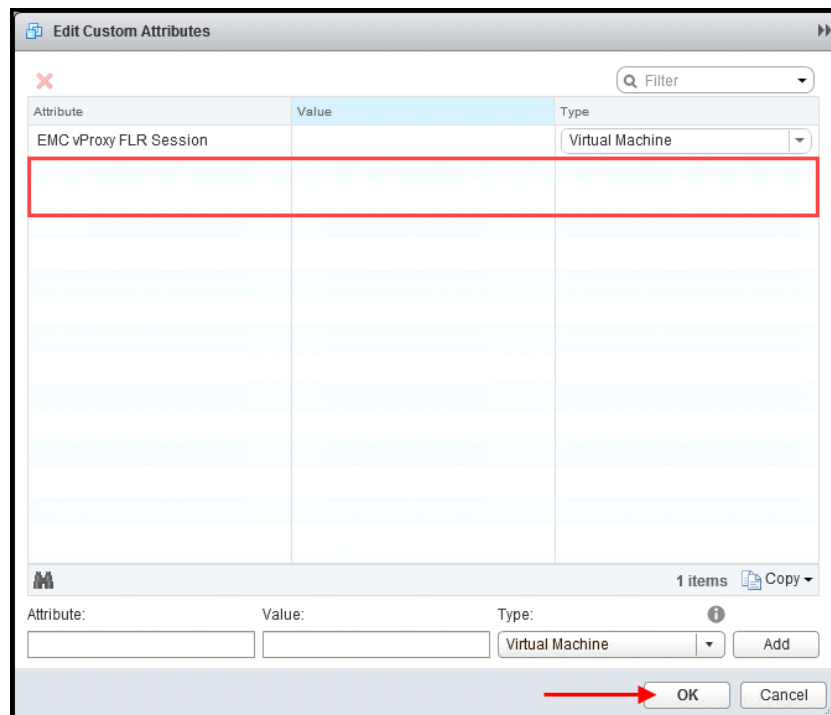 Edit Custom Attributes
Filter
Attribute Value Type
EMC vProxy FLR Session Virtual Machine
1 items Copy
Attribute: Value: Type:
Virtual Machine Add
OK Cancel